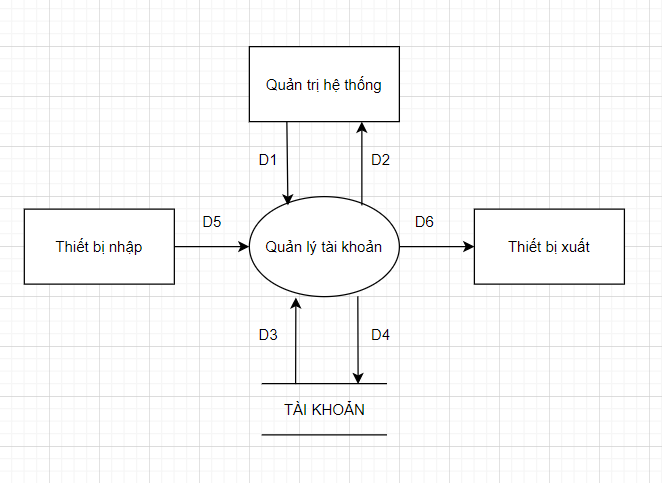 Quản trị hệ thống
D1
D2
D5
D6
Thiết bị nhập
Quản lý tài khoản
Thiết bị xuất
D3
D4
TÀI KHOẢN